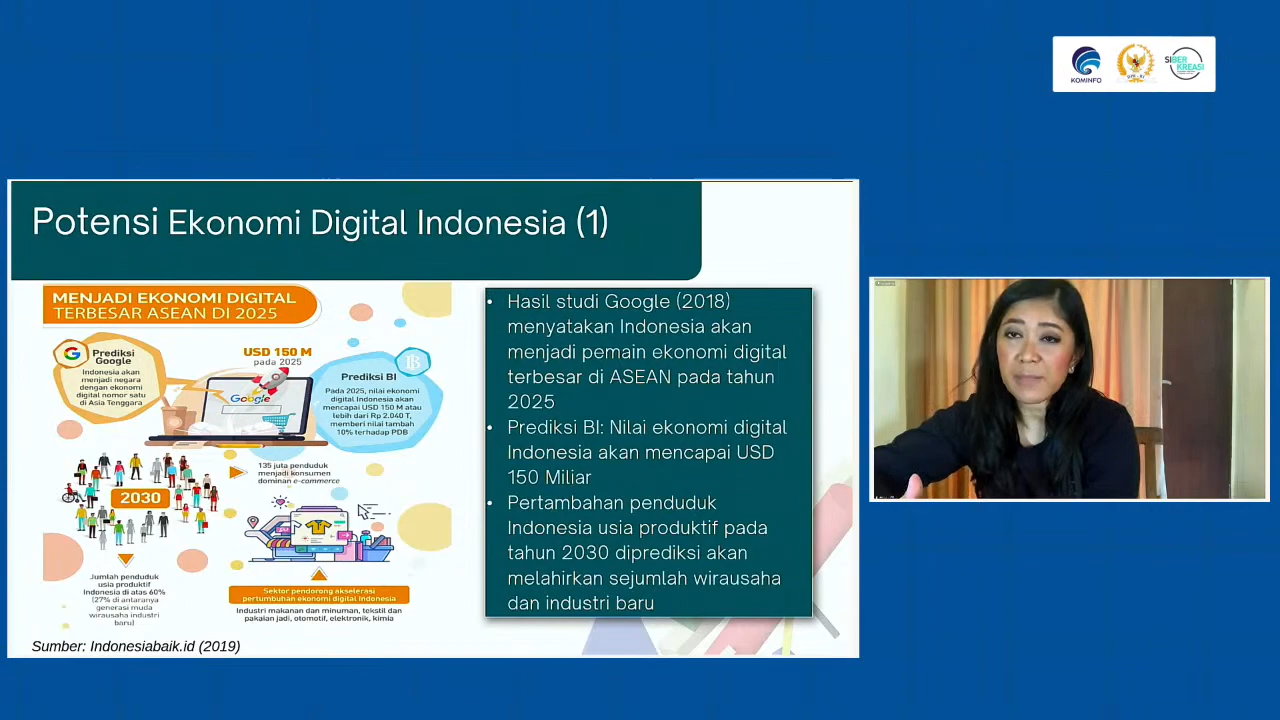 KOMINFO
SIBER
KREASI
Potensi Ekonomi Digital Indonesia (1)
MENJADI EKONOMI DIGITAL
TERBESAR ASEAN DI 2025
Prediksi
Google
Indonesia akan
menjadi negara
dengan ekonomi
digital nomor satu
di Asia Tenggara
USD 150 M
pada 2025
Google
Prediksi BI
Pada 2025, nilai ekonomi
digital Indonesia akan
mencapai USD 150 M atau
lebih dari Rp 2.040 T,
memberi nilai tambah
10% terhadap PDB
2030
135 juta penduduk
menjadi konsumen
dominan e-commerce
Jumlah penduduk
usia produktif
Indonesia di atas 60%
(27% di antaranya
generasi muda
wirausaha industri
baru)
Sektor pendorong akselerasi
pertumbuhan ekonomi digital Indonesia
Industri makanan dan minuman, tekstil dan
pakaian jadi, otomotif, elektronik, kimia
Sumber: Indonesiabaik.id (2019)
• Hasil studi Google (2018)
menyatakan Indonesia akan
menjadi pemain ekonomi digital
terbesar di ASEAN pada tahun
2025
• Prediksi BI: Nilai ekonomi digital
Indonesia akan mencapai USD
150 Miliar
• Pertambahan penduduk
Indonesia usia produktif pada
tahun 2030 diprediksi akan
melahirkan sejumlah wirausaha
dan industri baru